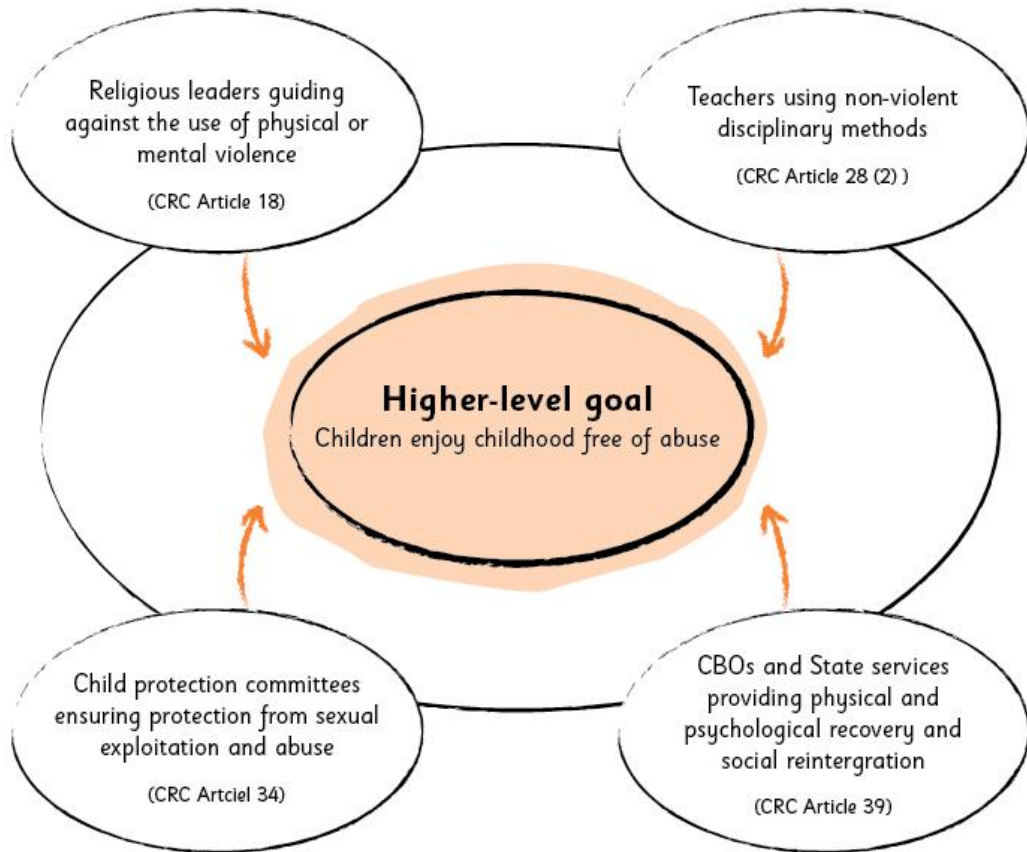 Religious leaders guiding
against the use of physical or
mental violence
(CRC Article 18)
Teachers using non-violent
disciplinary methods
(CRC Article 28 (2) )
Higher-level goal
Children enjoy childhood free of abuse
Child protection committees
ensuring protection from sexual
exploitation and abuse
(CRC Artciel 34)
CBOs and State services
providing physical and
psychological recovery and
social reintergration
(CRC Article 39)